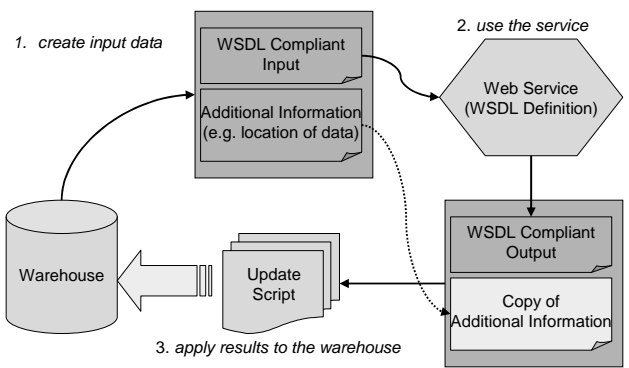 1. create input data
WSDL Compliant
Input
Additional Information
(e.g. location of data)
2. use the service
Web Service
(WSDL Definition)
WSDL Compliant
Output
Copy of
Additional Information
Update
Script
Warehouse
3. apply results to the warehouse